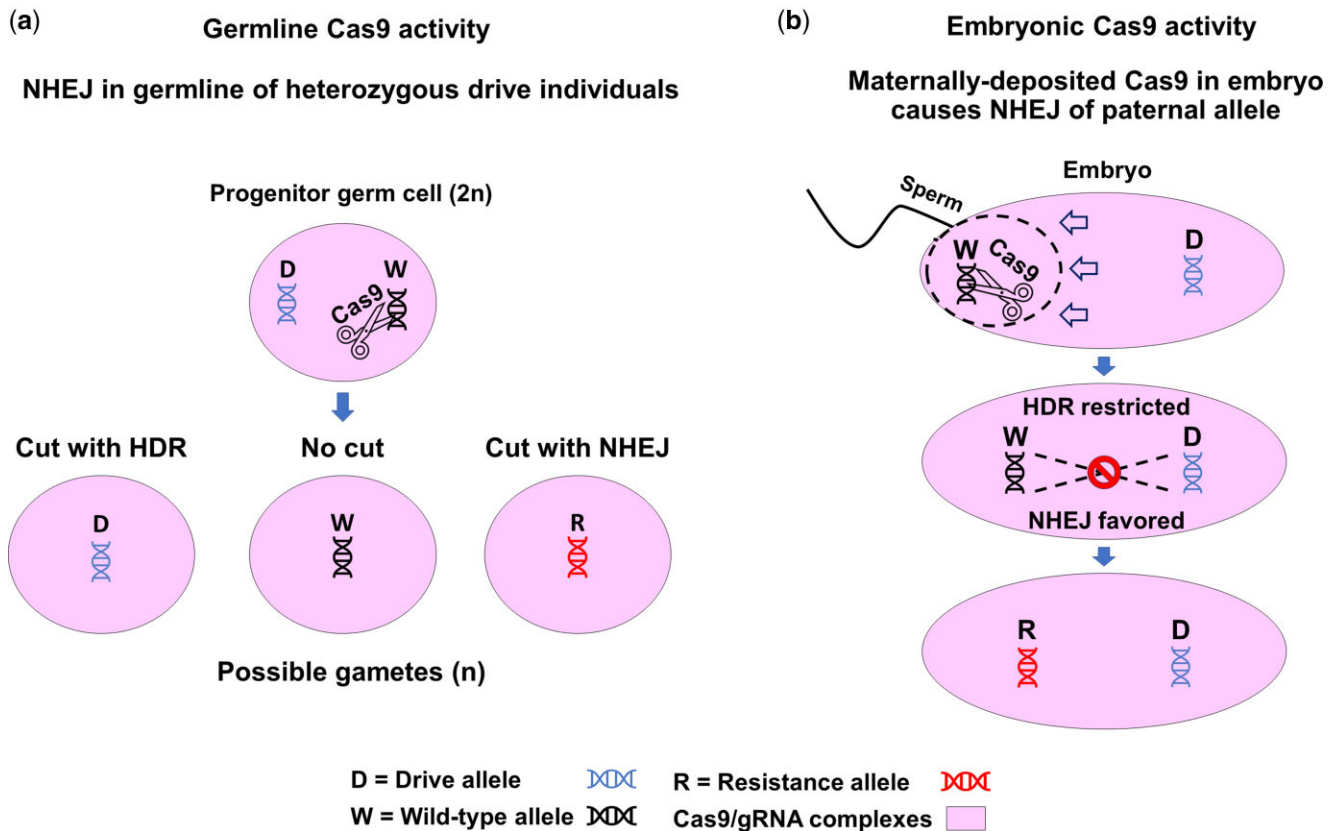 (a)
Germline Cas9 activity
NHEJ in germline of heterozygous drive individuals
Progenitor germ cell (2n)
D
W
Cas9
Cut with HDR
No cut
Cut with NHEJ
D
W
R
Possible gametes (n)
(b)
Embryonic Cas9 activity
Maternally-deposited Cas9 in embryo
causes NHEJ of paternal allele
Embryo
Sperm
W
Cas9
D
HDR restricted
W
D
NHEJ favored
R
D
D = Drive allele
R = Resistance allele
W = Wild-type allele
Cas9/gRNA complexes